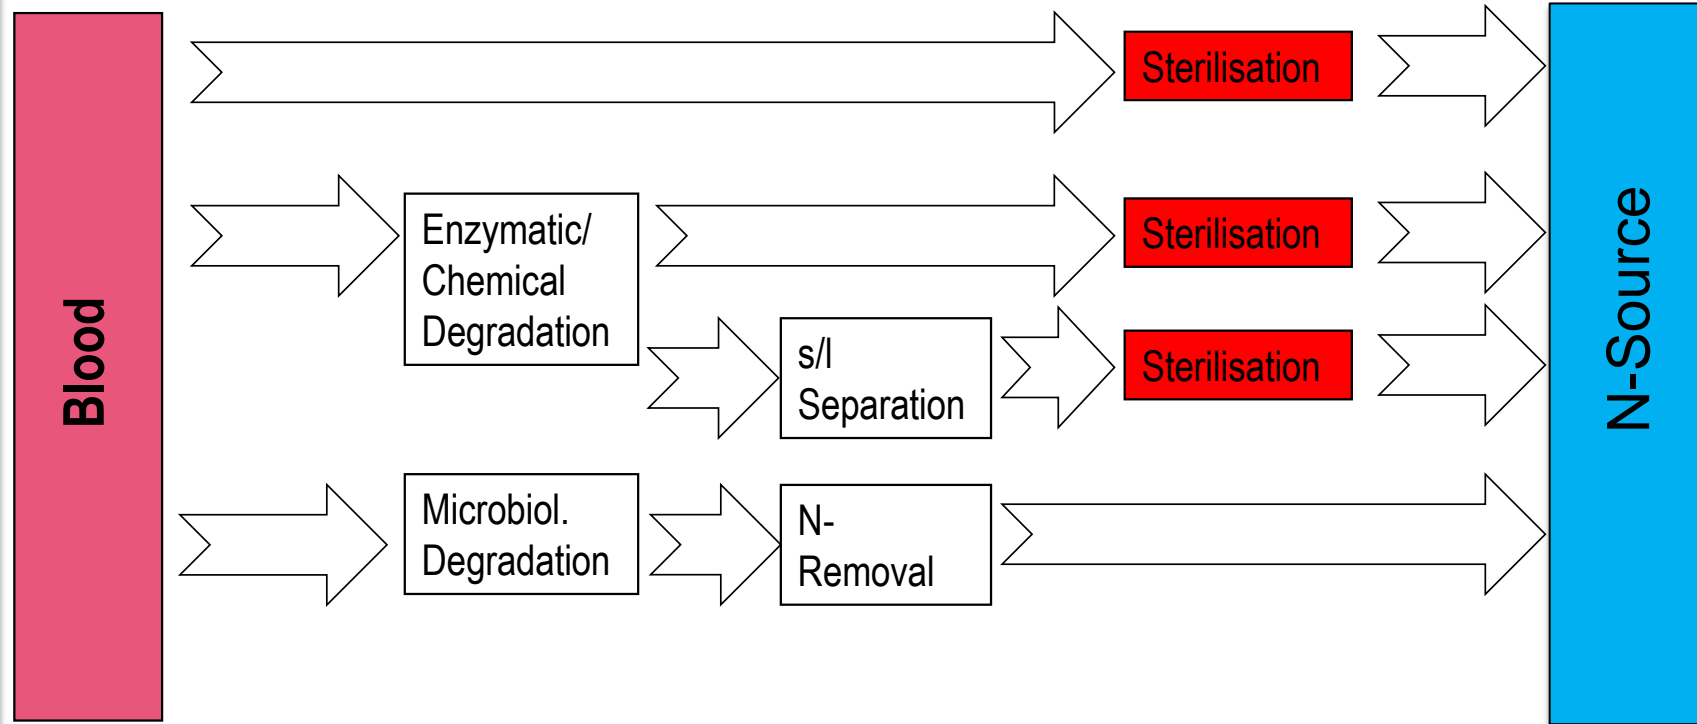 Blood
Sterilisation
Enzymatic/
Chemical
Degradation
Sterilisation
s/l
Separation
Sterilisation
Microbiol.
Degradation
N-
Removal
N-Source